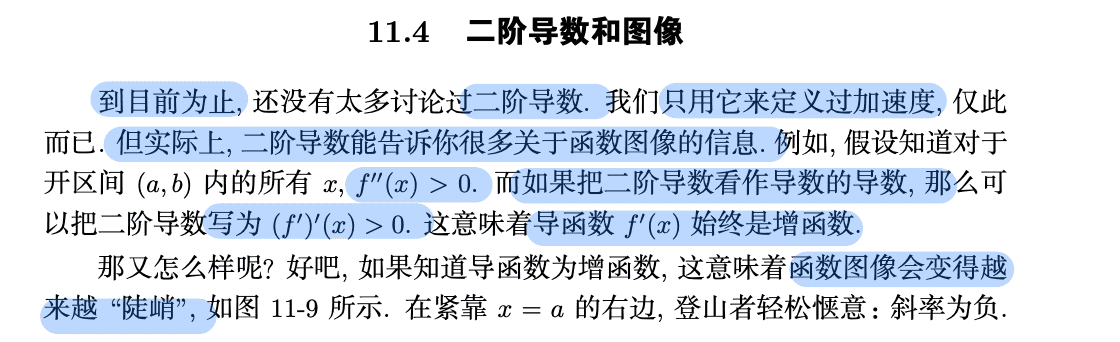 11.4 二阶导数和图像
到目前为止, 还没有太多讨论过二阶导数. 我们只用它来定义过加速度, 仅此
而已. 但实际上, 二阶导数能告诉你很多关于函数图像的信息. 例如, 假设知道对于
开区间 (a, b) 内的所有 x, f″(x) > 0. 而如果把二阶导数看作导数的导数, 那么可
以把二阶导数写为 (f′)′(x) > 0. 这意味着导函数 f′(x) 始终是增函数.
那又怎么样呢? 好吧, 如果知道导函数为增函数, 这意味着函数图像会变得越
来越 “陡峭”, 如图 11-9 所示. 在紧靠 x = a 的右边, 登山者轻松惬意: 斜率为负.